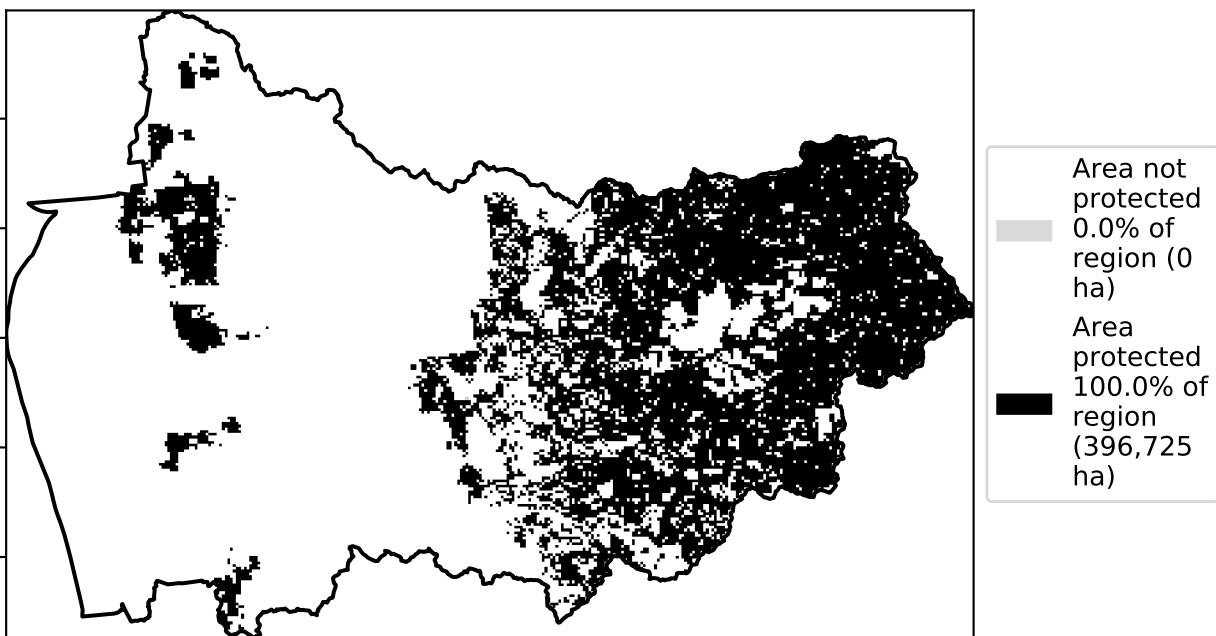 Area not
protected
0.0% of
region (0
ha)
Area
protected
100.0% of
region
(396,725
ha)